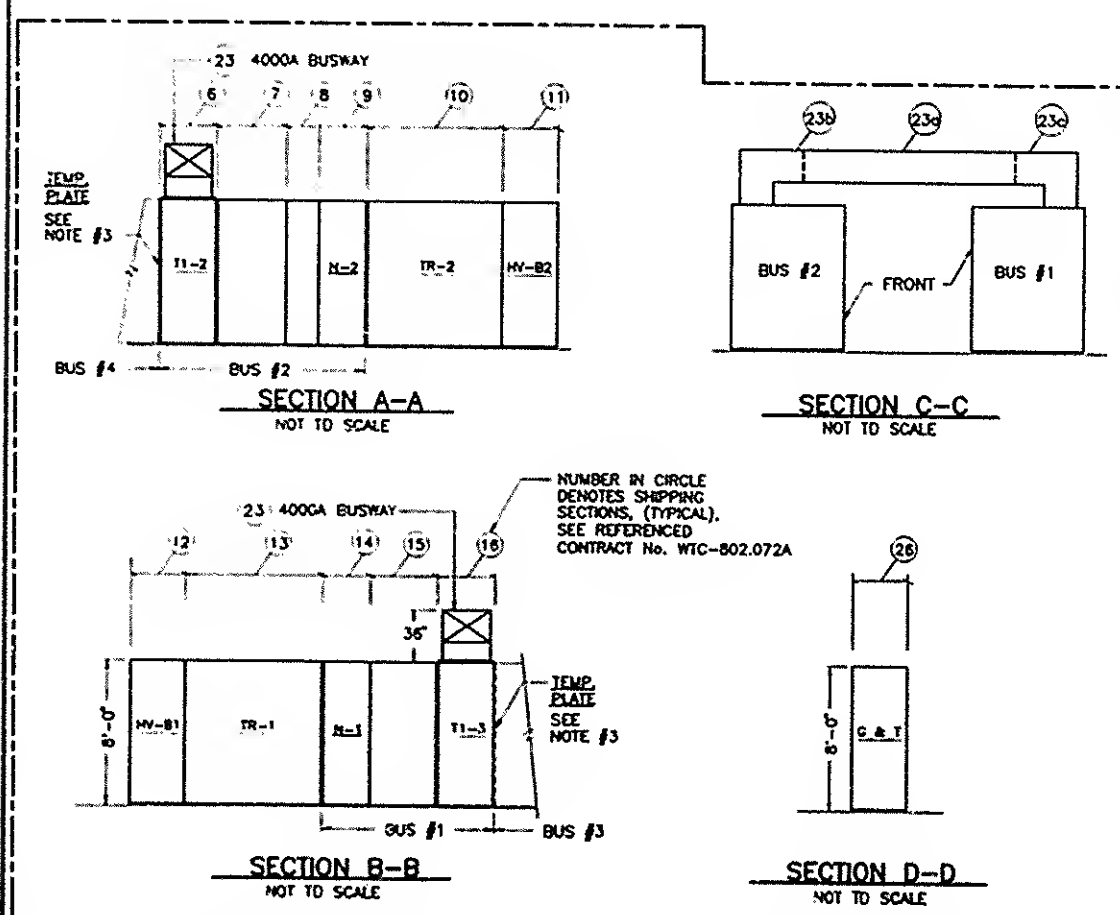 23 4000A BUSWAY
6 7 8 9 10 11
TEMP.
PLATE
SEE
NOTE #3
T1-2 N-2 TR-2 HV-B2
BUS #4 BUS #2
SECTION A-A
NOT TO SCALE
23b 23a 23c
BUS #2 FRONT BUS #1
SECTION C-C
NOT TO SCALE
NUMBER IN CIRCLE
DENOTES SHIPPING
SECTIONS, (TYPICAL).
SEE REFERENCED
CONTRACT No. WTC-802.072A
23 4000A BUSWAY
12 13 14 15 16
36"
8'-0"
HV-B1 TR-1 N-1 T1-3
TEMP.
PLATE
SEE
NOTE #3
BUS #1 BUS #3
SECTION B-B
NOT TO SCALE
26
8'-0"
G & T
SECTION D-D
NOT TO SCALE